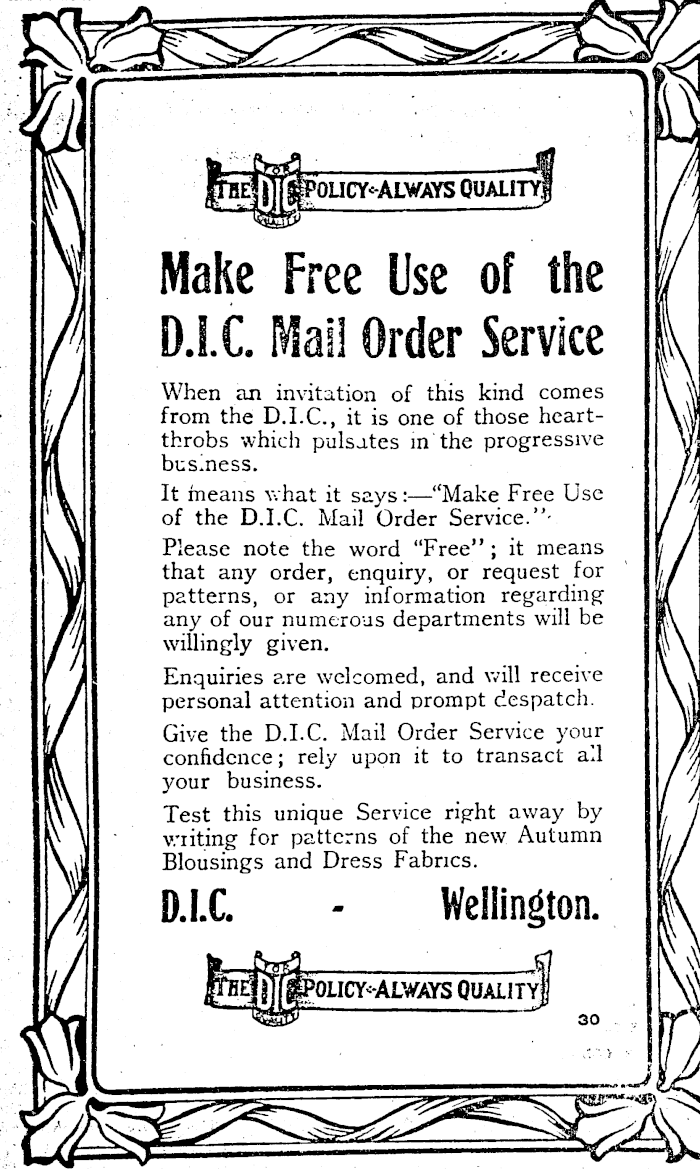 FOR
THE DIC POLICY-ALWAYS QUALITY
QUALITY
Make Free Use of the
D.I.C. Mail Order Service
When an invitation of this kind comes
from the D.I.C., it is one of those heart-
throbs which pulsates in the progressive
business.
It means what it says:—"Make Free Use
of the D.I.C. Mail Order Service."
Please note the word "Free"; it means
that any order, enquiry, or request for
patterns, or any information regarding
any of our numerous departments will be
willingly given.
Enquiries are welcomed, and will receive
personal attention and prompt despatch.
Give the D.I.C. Mail Order Service your
confidence; rely upon it to transact all
your business.
Test this unique Service right away by
writing for patterns of the new Autumn
Blousings and Dress Fabrics.
D.I.C. - Wellington.
FOR
THE DIC POLICY-ALWAYS QUALITY
QUALITY
30